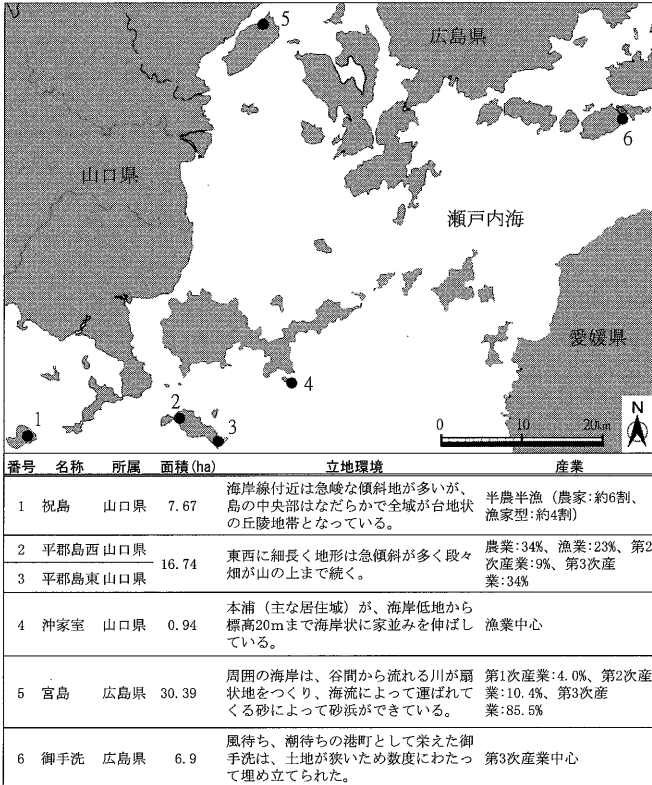 5
広島県
6
山口県
瀬戸内海
愛媛県
4
2
1
3
N
0 10 20km
番号 名称 所属 面積(ha) 立地環境 産業
1 祝島 山口県 7.67
海岸線付近は急峻な傾斜地が多いが、
島の中央部はなだらかで全域が台地状
の丘陵地帯となっている。
半農半漁（農家:約6割、
漁家型:約4割）
2 平郡島西 山口県
3 平郡島東 山口県
16.74
東西に細長く地形は急傾斜が多く段々
畑が山の上まで続く。
農業:34%、漁業:23%、第2
次産業:9%、第3次産
業:34%
4 沖家室 山口県 0.94
本浦（主な居住域）が、海岸低地から
標高20mまで海岸状に家並みを伸ばし
ている。
漁業中心
5 宮島 広島県 30.39
周囲の海岸は、谷間から流れる川が扇
状地をつくり、海流によって運ばれて
くる砂によって砂浜ができている。
第1次産業:4.0%、第2次産
業:10.4%、第3次産
業:85.5%
6 御手洗 広島県 6.9
風待ち、潮待ちの港町として栄えた御
手洗は、土地が狭いため数度にわたっ
て埋め立てられた。
第3次産業中心